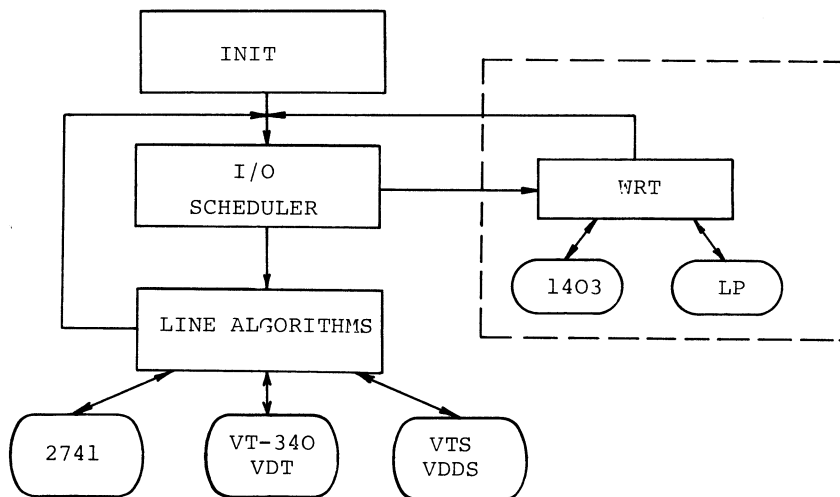 INIT
I/O
SCHEDULER
WRT
1403
LP
LINE ALGORITHMS
2741
VT-340
VDT
VTS
VDDS